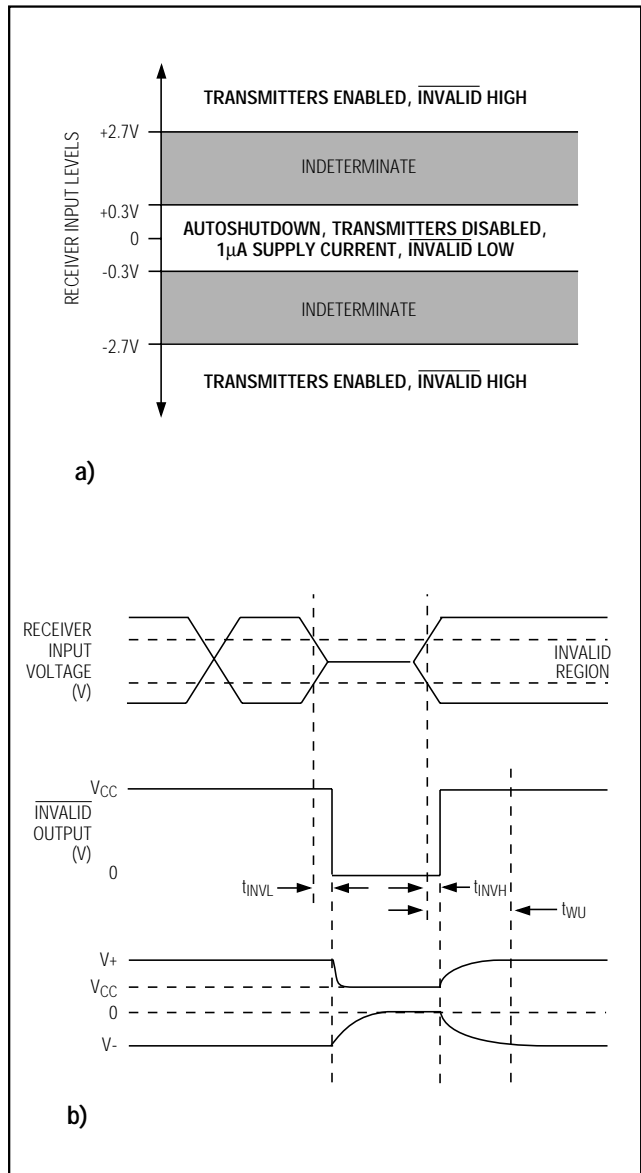 TRANSMITTERS ENABLED, INVALID HIGH
+2.7V
INDETERMINATE
+0.3V
AUTOSHUTDOWN, TRANSMITTERS DISABLED,
0
1µA SUPPLY CURRENT, INVALID LOW
-0.3V
INDETERMINATE
-2.7V
TRANSMITTERS ENABLED, INVALID HIGH
RECEIVER INPUT LEVELS
a)
RECEIVER
INPUT
VOLTAGE
(V)
INVALID
REGION
VCC
INVALID
OUTPUT
(V)
0
tINVL
tINVH
tWU
V+
VCC
0
V-
b)